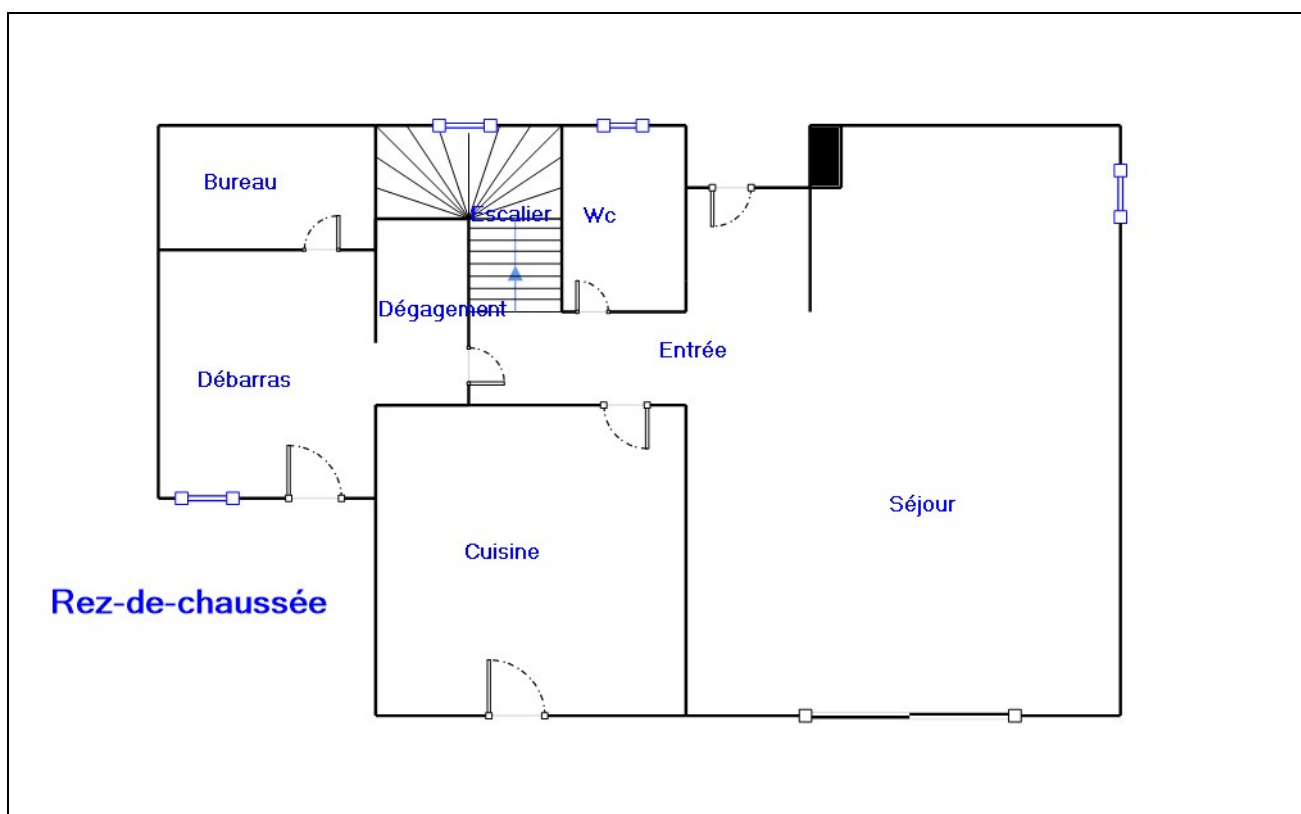 Bureau
Escalier
Wc
Dégagement
Entrée
Débarras
Séjour
Cuisine
Rez-de-chaussée